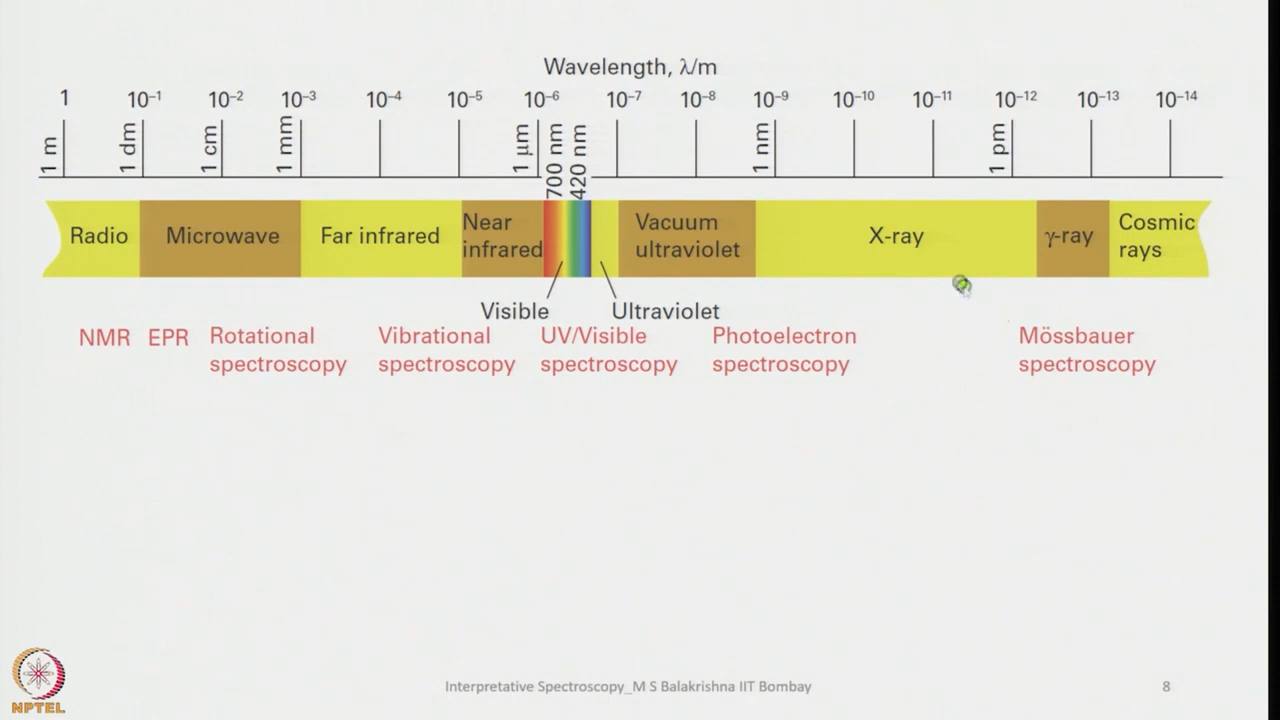 Wavelength, λ/m
1 10⁻¹ 10⁻² 10⁻³ 10⁻⁴ 10⁻⁵ 10⁻⁶ 10⁻⁷ 10⁻⁸ 10⁻⁹ 10⁻¹⁰ 10⁻¹¹ 10⁻¹² 10⁻¹³ 10⁻¹⁴
1 m 1 dm 1 cm 1 mm 1 μm 700 nm 420 nm 1 nm 1 pm
Radio
Microwave
Far infrared
Near
infrared
Vacuum
ultraviolet
X-ray
γ-ray
Cosmic
rays
Visible
Ultraviolet
NMR
EPR
Rotational
spectroscopy
Vibrational
spectroscopy
UV/Visible
spectroscopy
Photoelectron
spectroscopy
Mössbauer
spectroscopy
NPTEL
Interpretative Spectroscopy_M S Balakrishna IIT Bombay
8